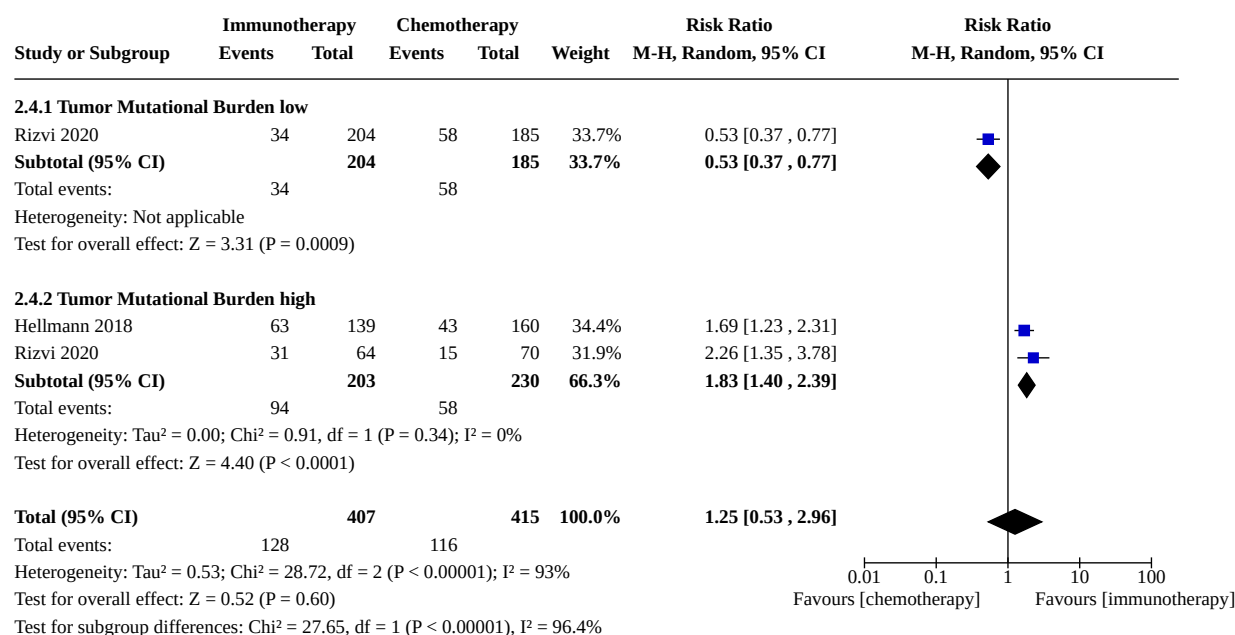 Immunotherapy Chemotherapy Risk Ratio Risk Ratio
Study or Subgroup Events Total Events Total Weight M-H, Random, 95% CI M-H, Random, 95% CI
2.4.1 Tumor Mutational Burden low
Rizvi 2020 34 204 58 185 33.7% 0.53 [0.37 , 0.77]
Subtotal (95% CI) 204 185 33.7% 0.53 [0.37 , 0.77]
Total events: 34 58
Heterogeneity: Not applicable
Test for overall effect: Z = 3.31 (P = 0.0009)
2.4.2 Tumor Mutational Burden high
Hellmann 2018 63 139 43 160 34.4% 1.69 [1.23 , 2.31]
Rizvi 2020 31 64 15 70 31.9% 2.26 [1.35 , 3.78]
Subtotal (95% CI) 203 230 66.3% 1.83 [1.40 , 2.39]
Total events: 94 58
Heterogeneity: Tau² = 0.00; Chi² = 0.91, df = 1 (P = 0.34); I² = 0%
Test for overall effect: Z = 4.40 (P < 0.0001)
Total (95% CI) 407 415 100.0% 1.25 [0.53 , 2.96]
Total events: 128 116
Heterogeneity: Tau² = 0.53; Chi² = 28.72, df = 2 (P < 0.00001); I² = 93%
0.01 0.1 1 10 100
Test for overall effect: Z = 0.52 (P = 0.60) Favours [chemotherapy] Favours [immunotherapy]
Test for subgroup differences: Chi² = 27.65, df = 1 (P < 0.00001), I² = 96.4%